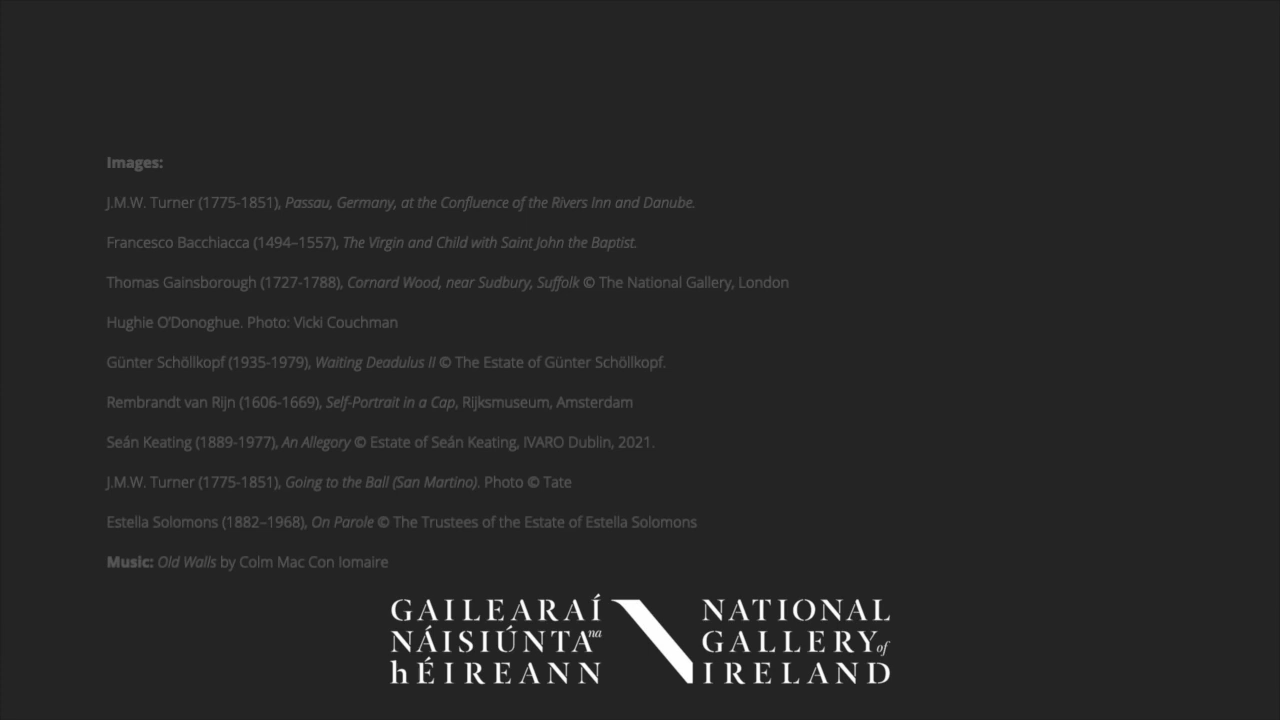 Images:
J.M.W. Turner (1775-1851), Passau, Germany, at the Confluence of the Rivers Inn and Danube.
Francesco Bacchiacca (1494–1557), The Virgin and Child with Saint John the Baptist.
Thomas Gainsborough (1727-1788), Cornard Wood, near Sudbury, Suffolk © The National Gallery, London
Hughie O’Donoghue. Photo: Vicki Couchman
Günter Schöllkopf (1935-1979), Waiting Deadulus II © The Estate of Günter Schöllkopf.
Rembrandt van Rijn (1606-1669), Self-Portrait in a Cap, Rijksmuseum, Amsterdam
Seán Keating (1889-1977), An Allegory © Estate of Seán Keating, IVARO Dublin, 2021.
J.M.W. Turner (1775-1851), Going to the Ball (San Martino). Photo © Tate
Estella Solomons (1882–1968), On Parole © The Trustees of the Estate of Estella Solomons
Music: Old Walls by Colm Mac Con Iomaire
GAILEARAÍ
NÁISIÚNTA na
hÉIREANN
NATIONAL
GALLERY of
IRELAND